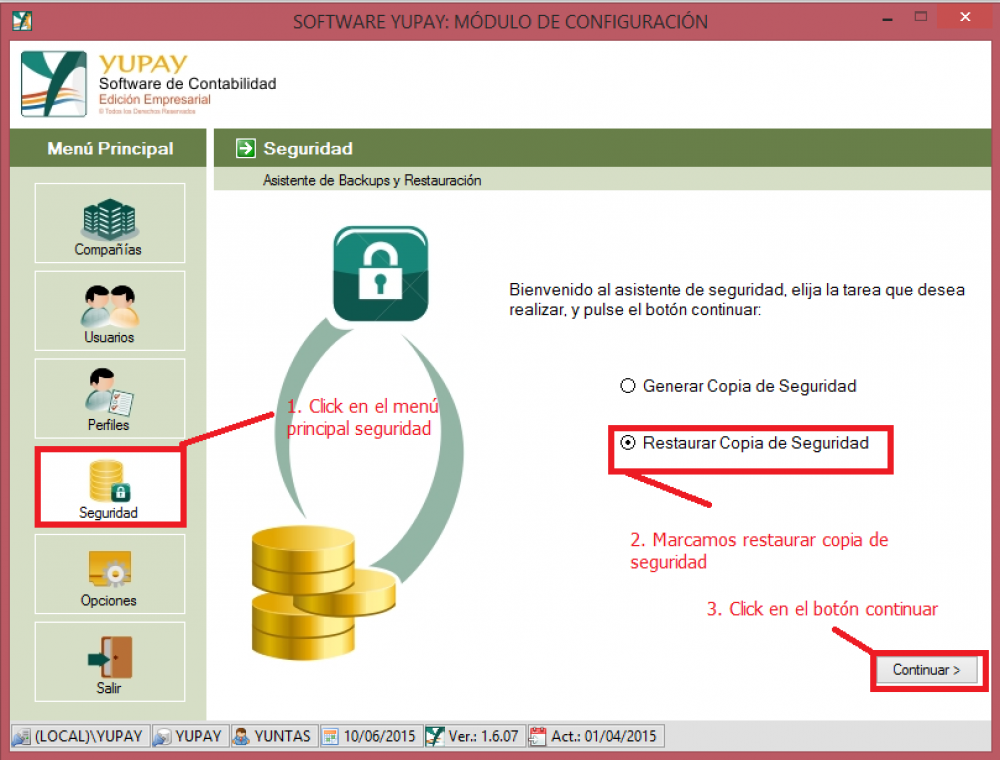 SOFTWARE YUPAY: MÓDULO DE CONFIGURACIÓN
YUPAY
Software de Contabilidad
Edición Empresarial
© Todos los Derechos Reservados
Menú Principal
Seguridad
Asistente de Backups y Restauración
Compañías
Usuarios
Perfiles
Seguridad
Opciones
Salir
Bienvenido al asistente de seguridad, elija la tarea que desea
realizar, y pulse el botón continuar:
Generar Copia de Seguridad
Restaurar Copia de Seguridad
1. Click en el menú
principal seguridad
2. Marcamos restaurar copia de
seguridad
3. Click en el botón continuar
Continuar >
(LOCAL)\YUPAY
YUPAY
YUNTAS
10/06/2015
Ver.: 1.6.07
Act.: 01/04/2015